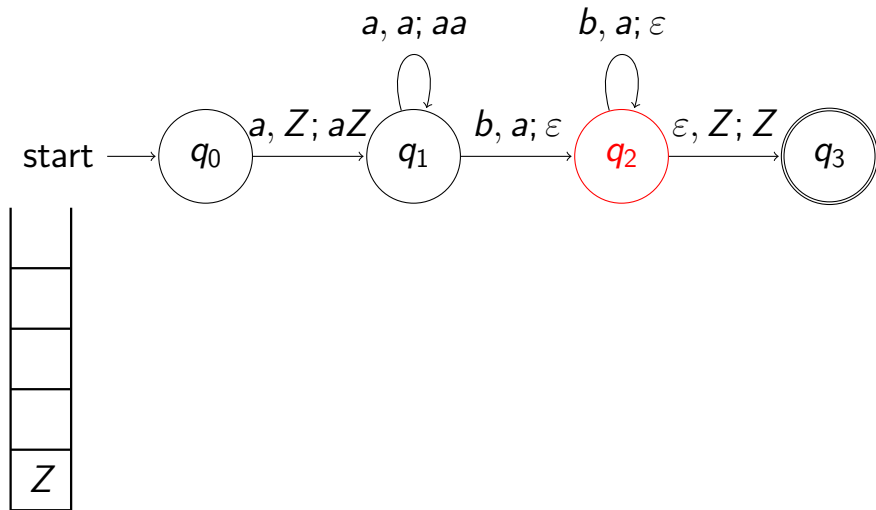 a, a; aa b, a; ε
a, Z; aZ b, a; ε ε, Z; Z
start q₀ q₁ q₂ q₃
Z